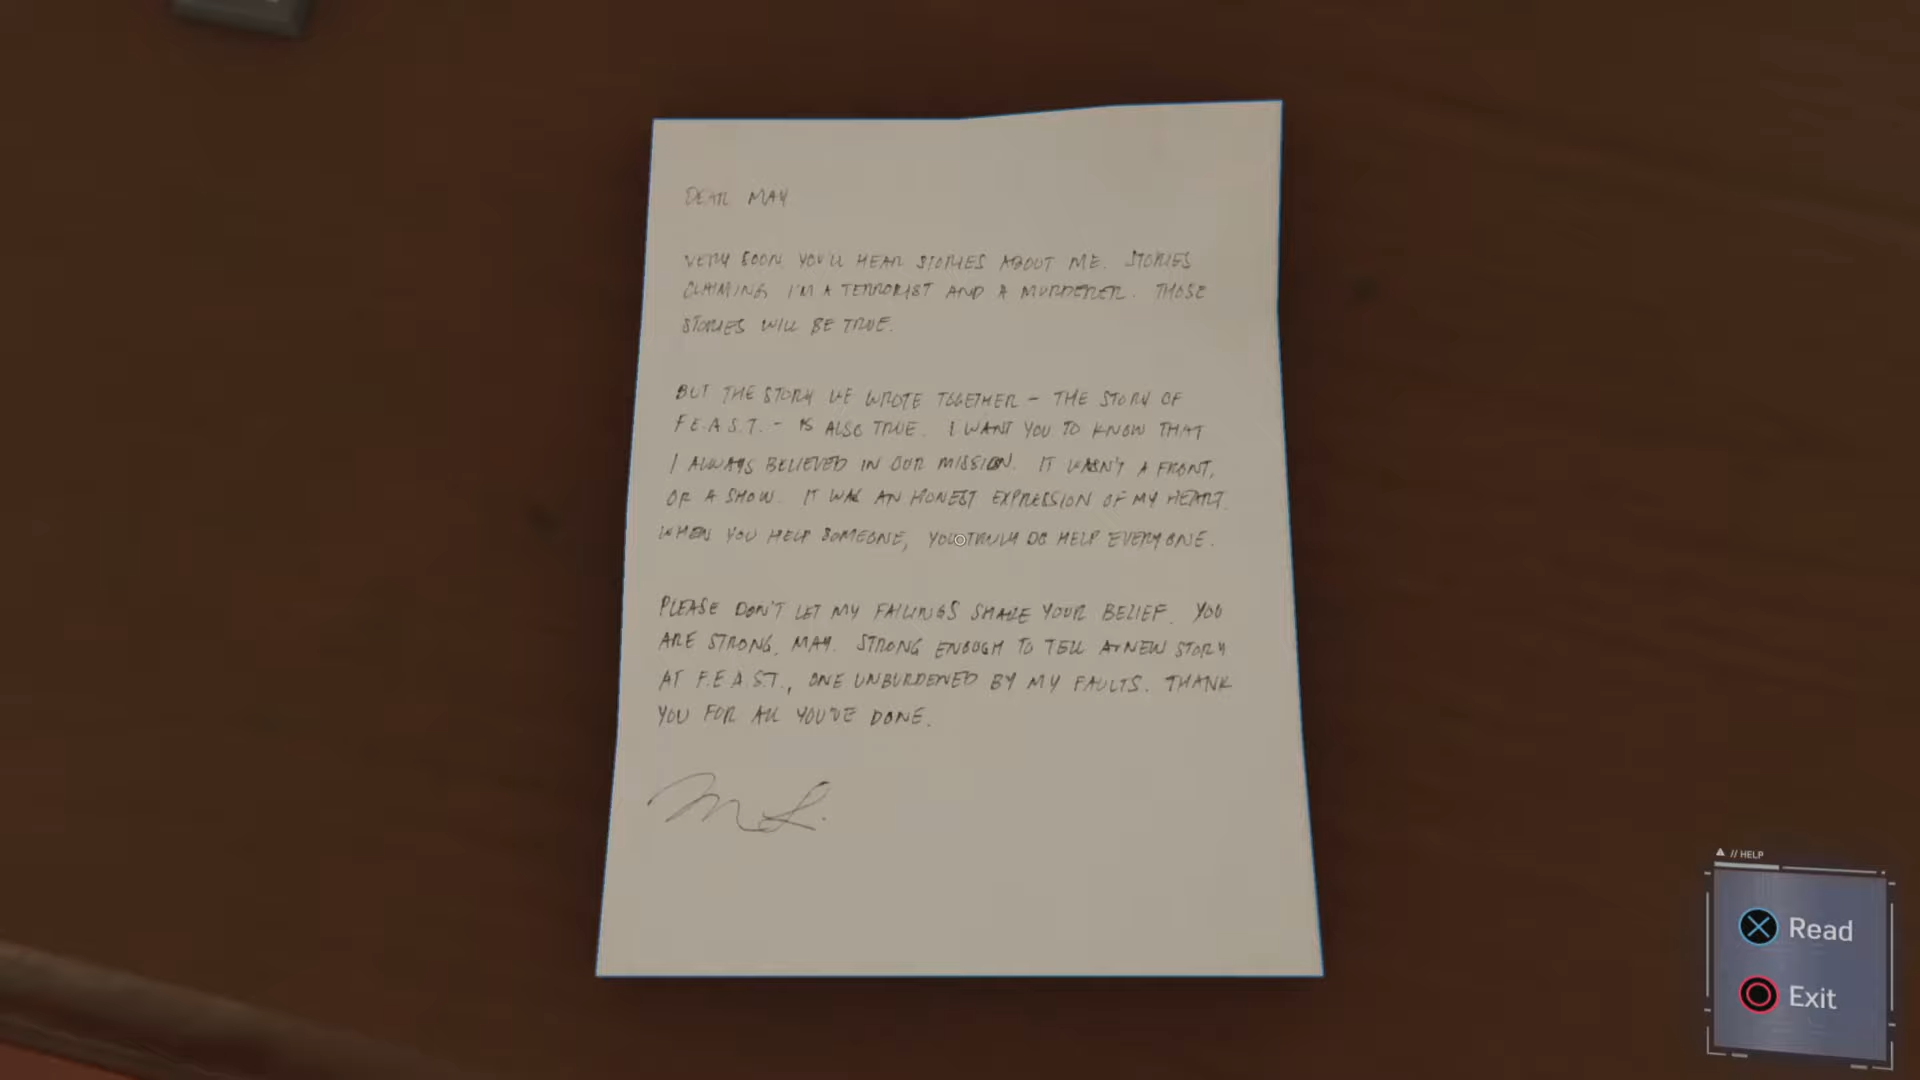 DEAR MAY
VERY SOON YOU'LL HEAR STORIES ABOUT ME. STORIES
CLAIMING I'M A TERRORIST AND A MURDERER. THOSE
STORIES WILL BE TRUE.
BUT THE STORY WE WROTE TOGETHER - THE STORY OF
F.E.A.S.T. - IS ALSO TRUE. I WANT YOU TO KNOW THAT
I ALWAYS BELIEVED IN OUR MISSION. IT WASN'T A FRONT,
OR A SHOW. IT WAS AN HONEST EXPRESSION OF MY HEART.
WHEN YOU HELP SOMEONE, YOU TRULY DO HELP EVERYONE.
PLEASE DON'T LET MY FAILINGS SHAKE YOUR BELIEF. YOU
ARE STRONG, MAY. STRONG ENOUGH TO TELL A NEW STORY
AT F.E.A.S.T., ONE UNBURDENED BY MY FAULTS. THANK
YOU FOR ALL YOU'VE DONE.
M L.
// HELP
Read
Exit